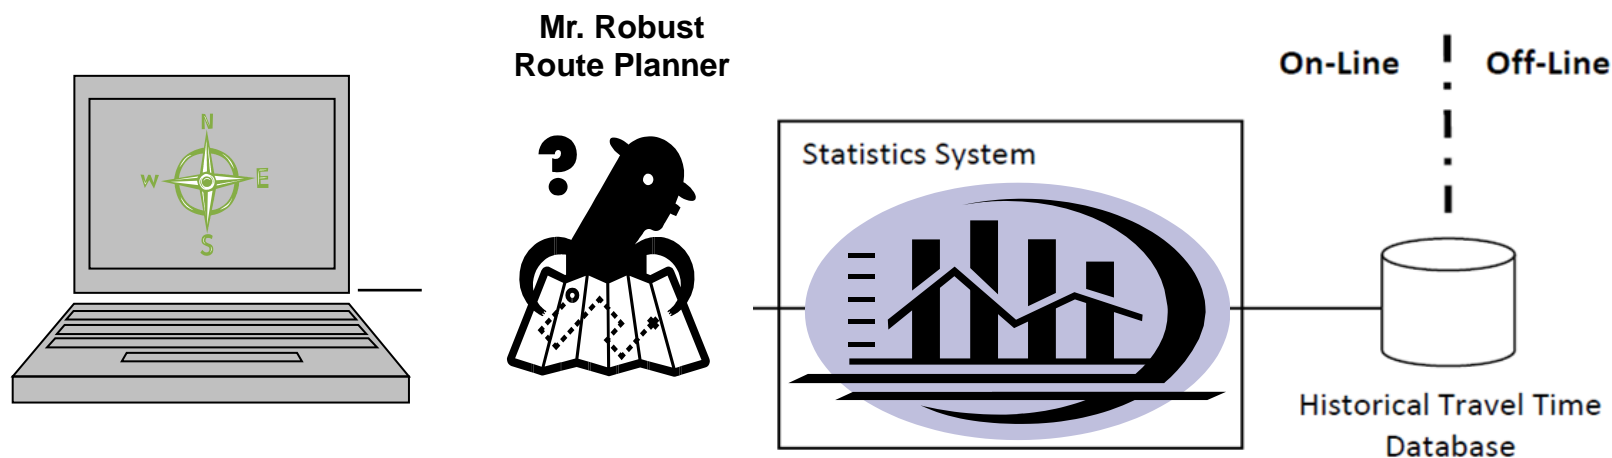 Mr. Robust
Route Planner
On-Line
Off-Line
N
W
E
S
?
Statistics System
Historical Travel Time
Database